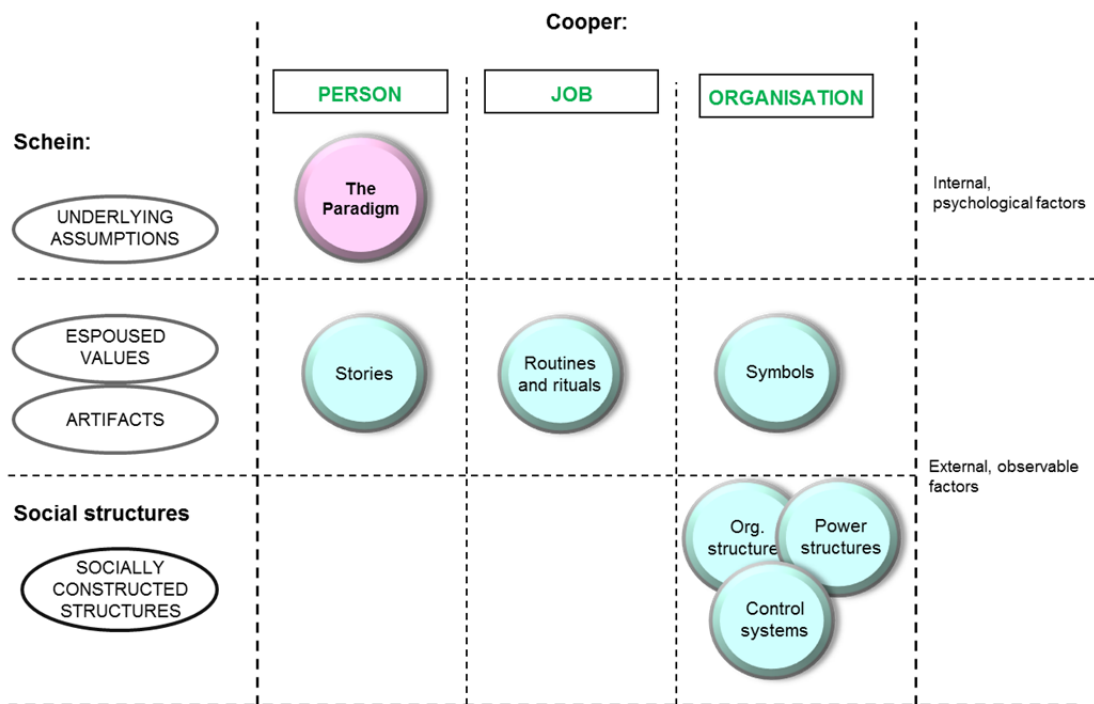 Cooper:
PERSON
JOB
ORGANISATION
Schein:
The
Paradigm
UNDERLYING
ASSUMPTIONS
Internal,
psychological factors
ESPOUSED
VALUES
ARTIFACTS
Stories
Routines
and rituals
Symbols
External, observable
factors
Social structures
SOCIALLY
CONSTRUCTED
STRUCTURES
Org.
structure
Power
structures
Control
systems